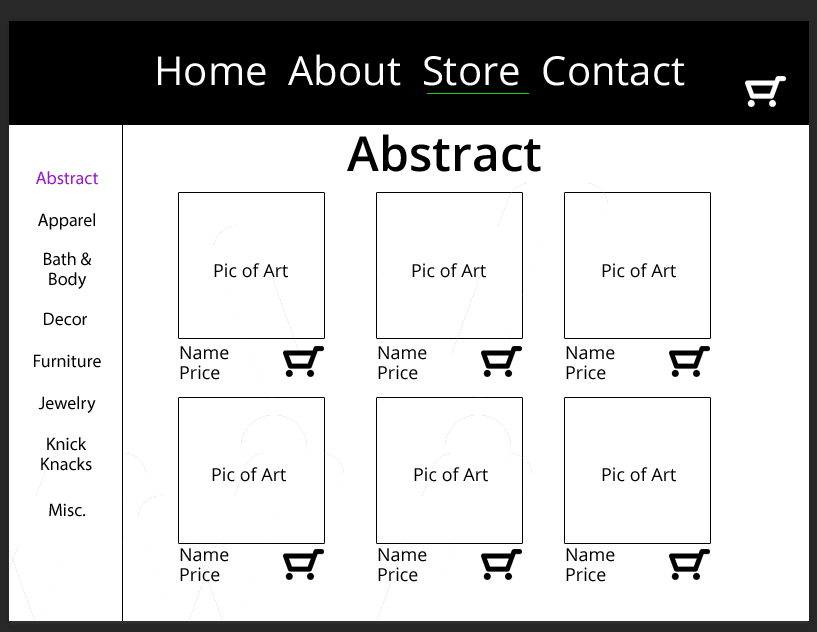 Home About Store Contact
Abstract
Abstract
Apparel
Bath &
Body
Decor
Furniture
Jewelry
Knick
Knacks
Misc.
Pic of Art
Pic of Art
Pic of Art
Name
Price
Name
Price
Name
Price
Pic of Art
Pic of Art
Pic of Art
Name
Price
Name
Price
Name
Price